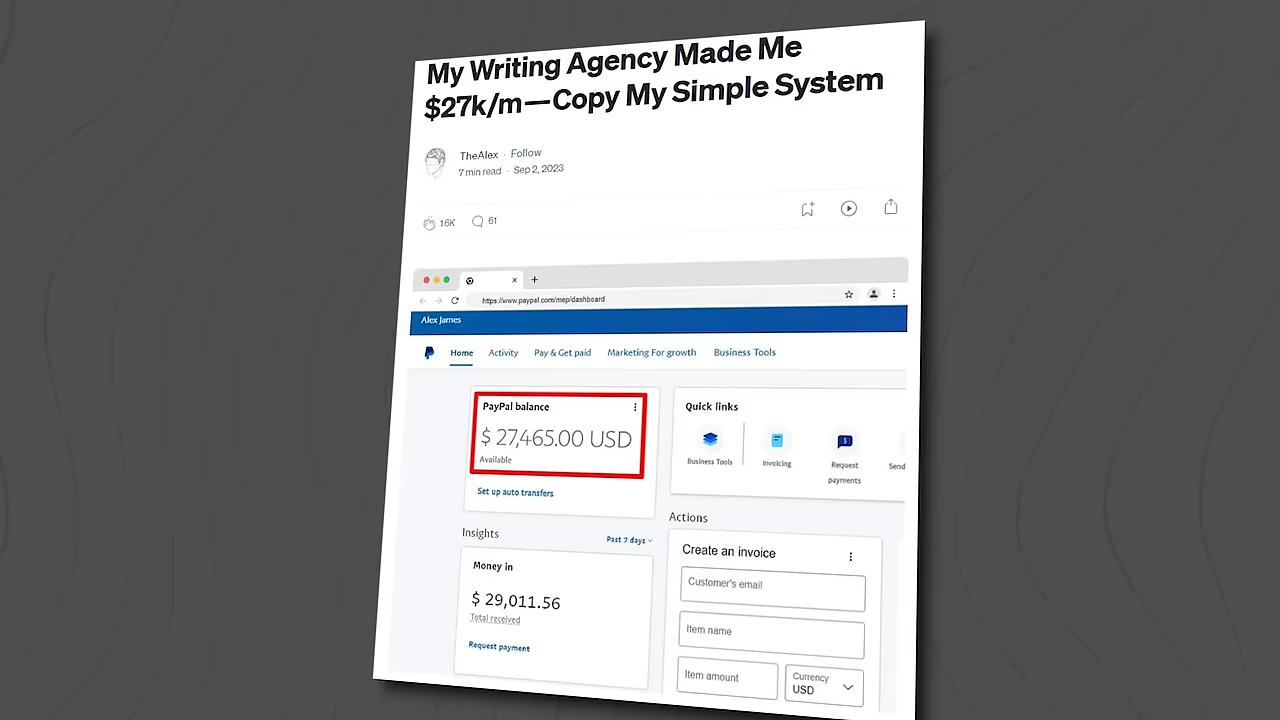 My Writing Agency Made Me
$27k/m—Copy My Simple System
TheAlex · Follow
7 min read · Sep 2, 2023
1.6K 61
https://www.paypal.com/mep/dashboard
Alex James
Home Activity Pay & Get paid Marketing For growth Business Tools
PayPal balance
$ 27,465.00 USD
Available
Set up auto transfers
Quick links
Business Tools
Invoicing
Request
payments
Send
Insights
Past 7 days
Money in
$ 29,011.56
Total received
Request payment
Actions
Create an invoice
Customer's email
Item name
Item amount
Currency
USD